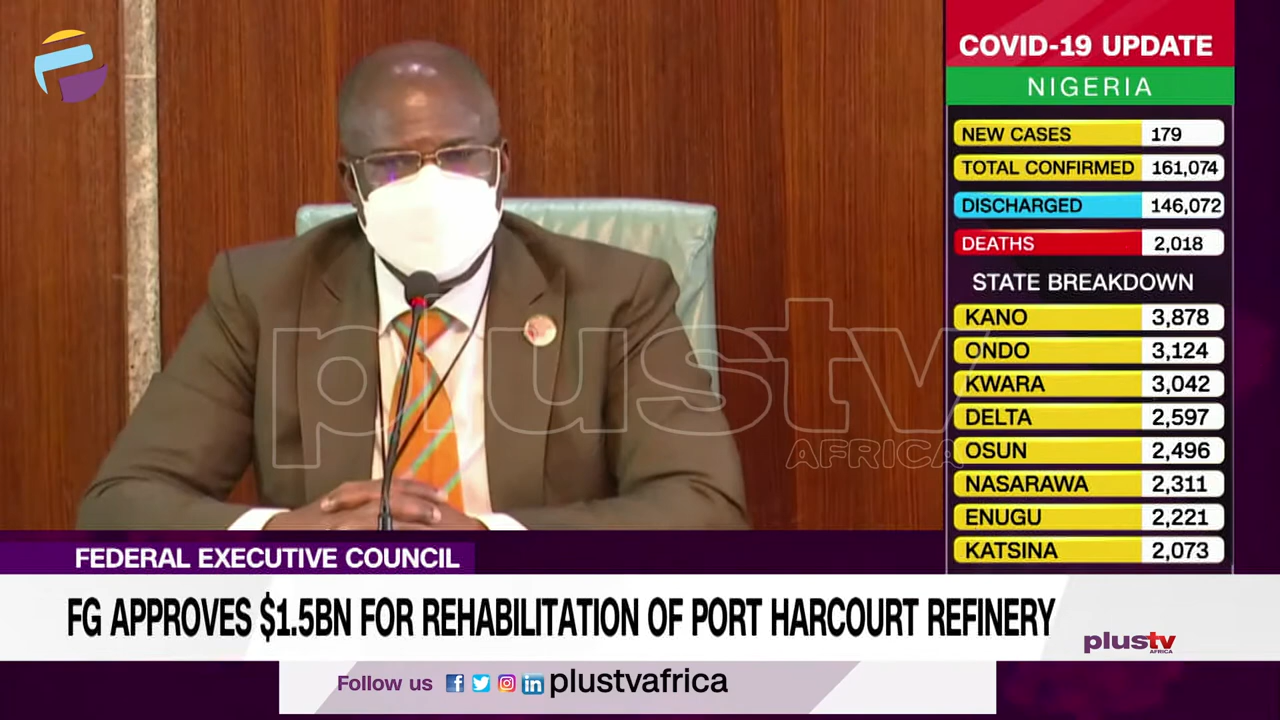 COVID-19 UPDATE
NIGERIA
NEW CASES 179
TOTAL CONFIRMED 161,074
DISCHARGED 146,072
DEATHS 2,018
STATE BREAKDOWN
KANO 3,878
ONDO 3,124
KWARA 3,042
DELTA 2,597
OSUN 2,496
NASARAWA 2,311
ENUGU 2,221
KATSINA 2,073
plustv
AFRICA
FEDERAL EXECUTIVE COUNCIL
FG APPROVES $1.5BN FOR REHABILITATION OF PORT HARCOURT REFINERY
plustv
AFRICA
Follow us plustvafrica